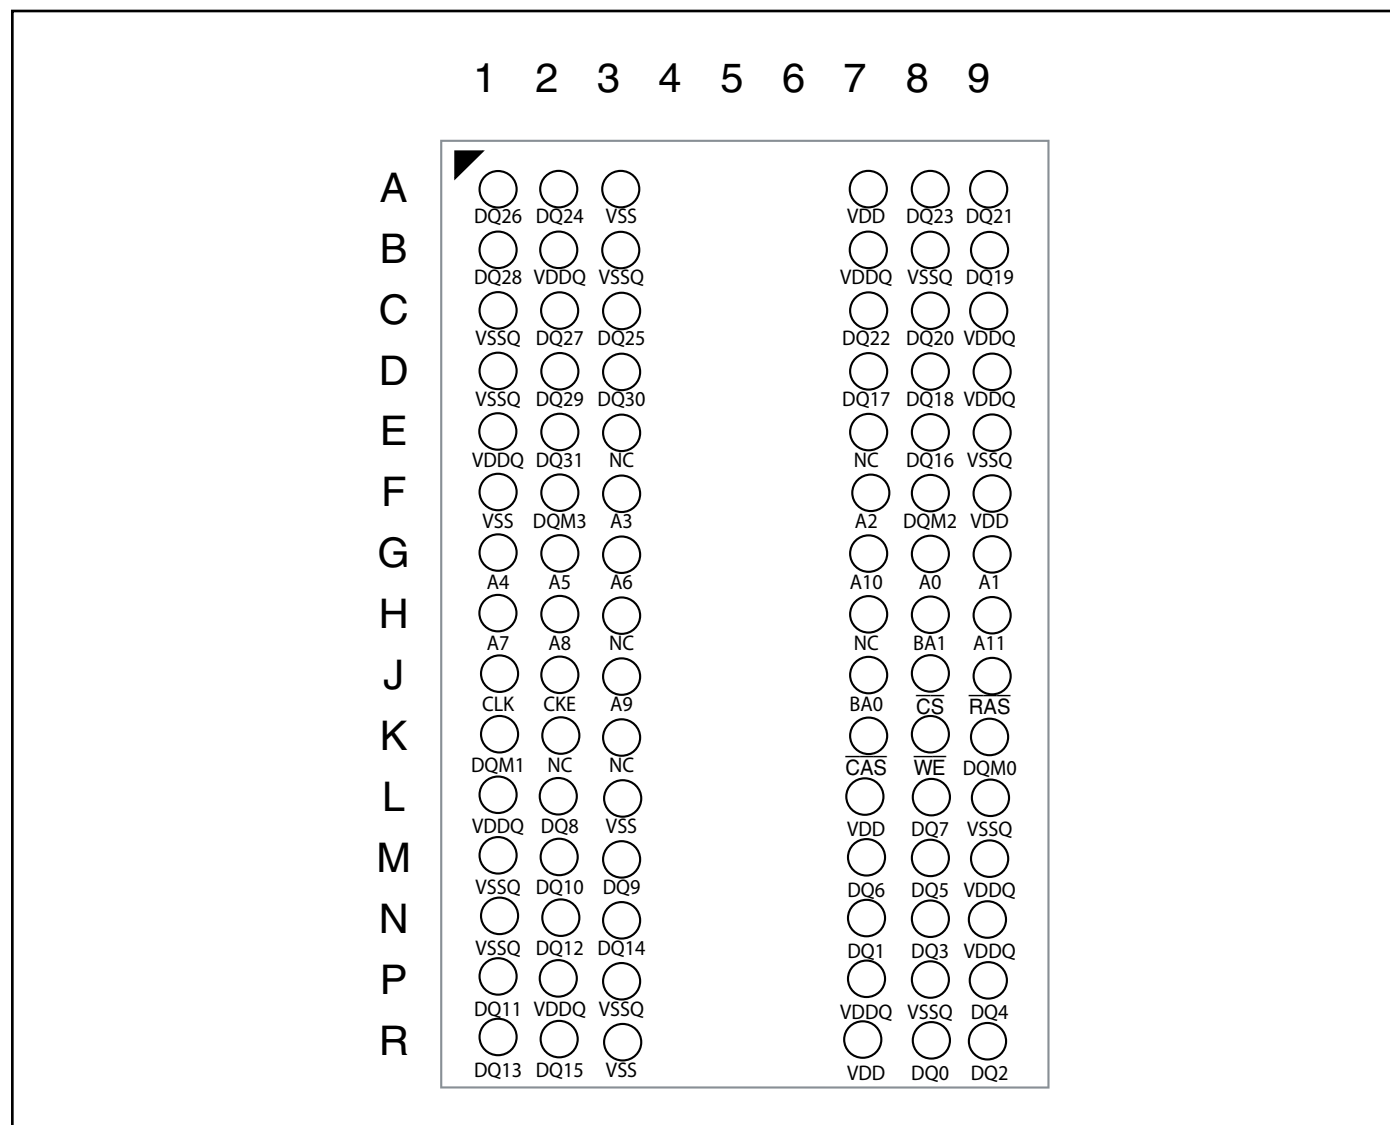 1 2 3 4 5 6 7 8 9
A
DQ26 DQ24 VSS VDD DQ23 DQ21
B
DQ28 VDDQ VSSQ VDDQ VSSQ DQ19
C
VSSQ DQ27 DQ25 DQ22 DQ20 VDDQ
D
VSSQ DQ29 DQ30 DQ17 DQ18 VDDQ
E
VDDQ DQ31 NC NC DQ16 VSSQ
F
VSS DQM3 A3 A2 DQM2 VDD
G
A4 A5 A6 A10 A0 A1
H
A7 A8 NC NC BA1 A11
J
CLK CKE A9 BA0 C̅S̅ R̅A̅S̅
K
DQM1 NC NC C̅A̅S̅ W̅E̅ DQM0
L
VDDQ DQ8 VSS VDD DQ7 VSSQ
M
VSSQ DQ10 DQ9 DQ6 DQ5 VDDQ
N
VSSQ DQ12 DQ14 DQ1 DQ3 VDDQ
P
DQ11 VDDQ VSSQ VDDQ VSSQ DQ4
R
DQ13 DQ15 VSS VDD DQ0 DQ2